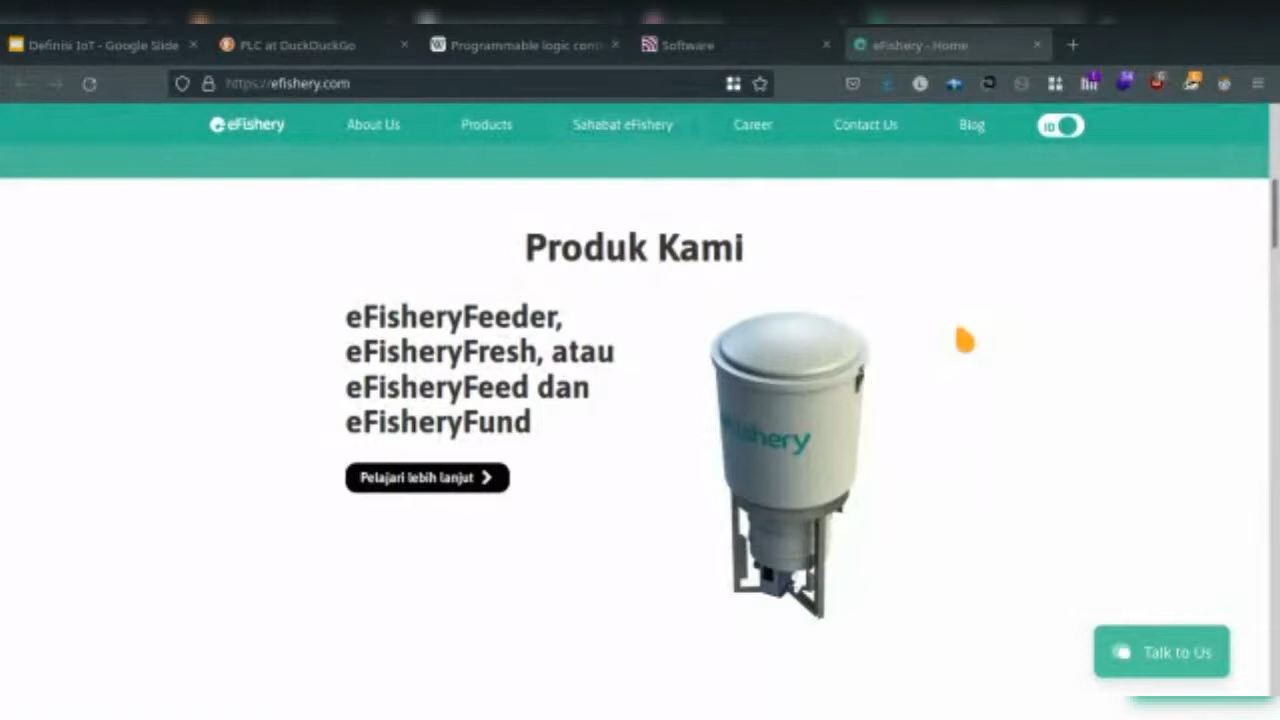 Definisi IoT - Google Slide
PLC at DuckDuckGo
Programmable logic cont
Software
eFishery - Home
https://efishery.com
eFishery
About Us
Products
Sahabat eFishery
Career
Contact Us
Blog
ID
Produk Kami
eFisheryFeeder,
eFisheryFresh, atau
eFisheryFeed dan
eFisheryFund
Pelajari lebih lanjut
eFishery
Talk to Us